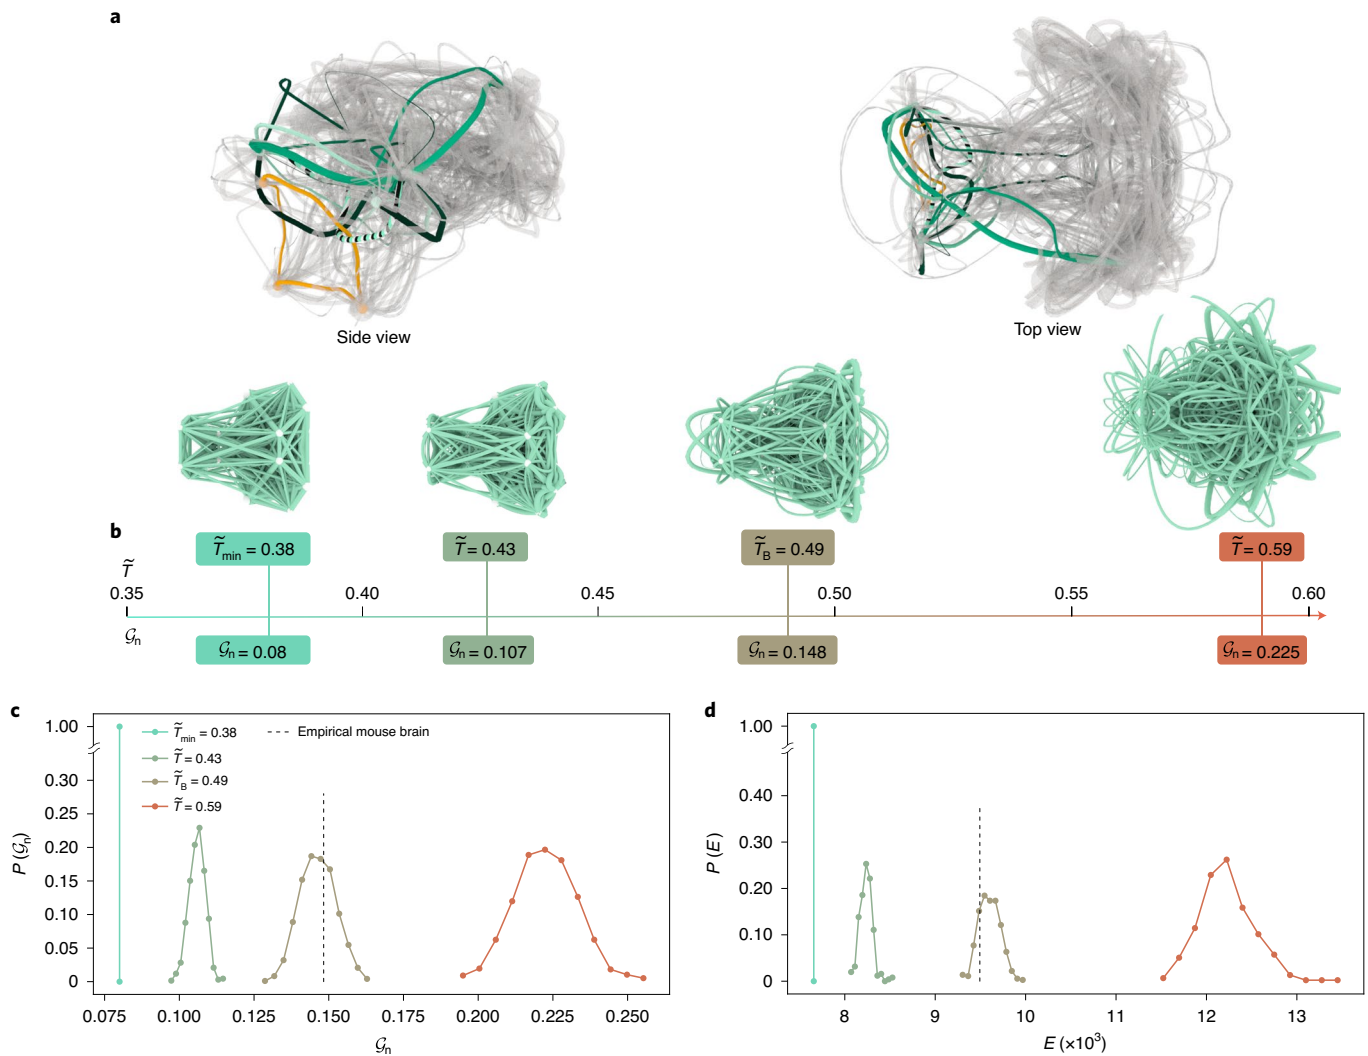 a
Side view
Top view
b
T̃min = 0.38
T̃ = 0.43
T̃B = 0.49
T̃ = 0.59
T̃
0.35 0.40 0.45 0.50 0.55 0.60
𝒢n
𝒢n = 0.08
𝒢n = 0.107
𝒢n = 0.148
𝒢n = 0.225
c
P (𝒢n)
1.00
0.30
0.25
0.20
0.15
0.10
0.05
0
T̃min = 0.38
T̃ = 0.43
T̃B = 0.49
T̃ = 0.59
Empirical mouse brain
0.075 0.100 0.125 0.150 0.175 0.200 0.225 0.250
𝒢n
d
P (E)
1.00
0.40
0.30
0.20
0.10
0
8 9 10 11 12 13
E (×10³)